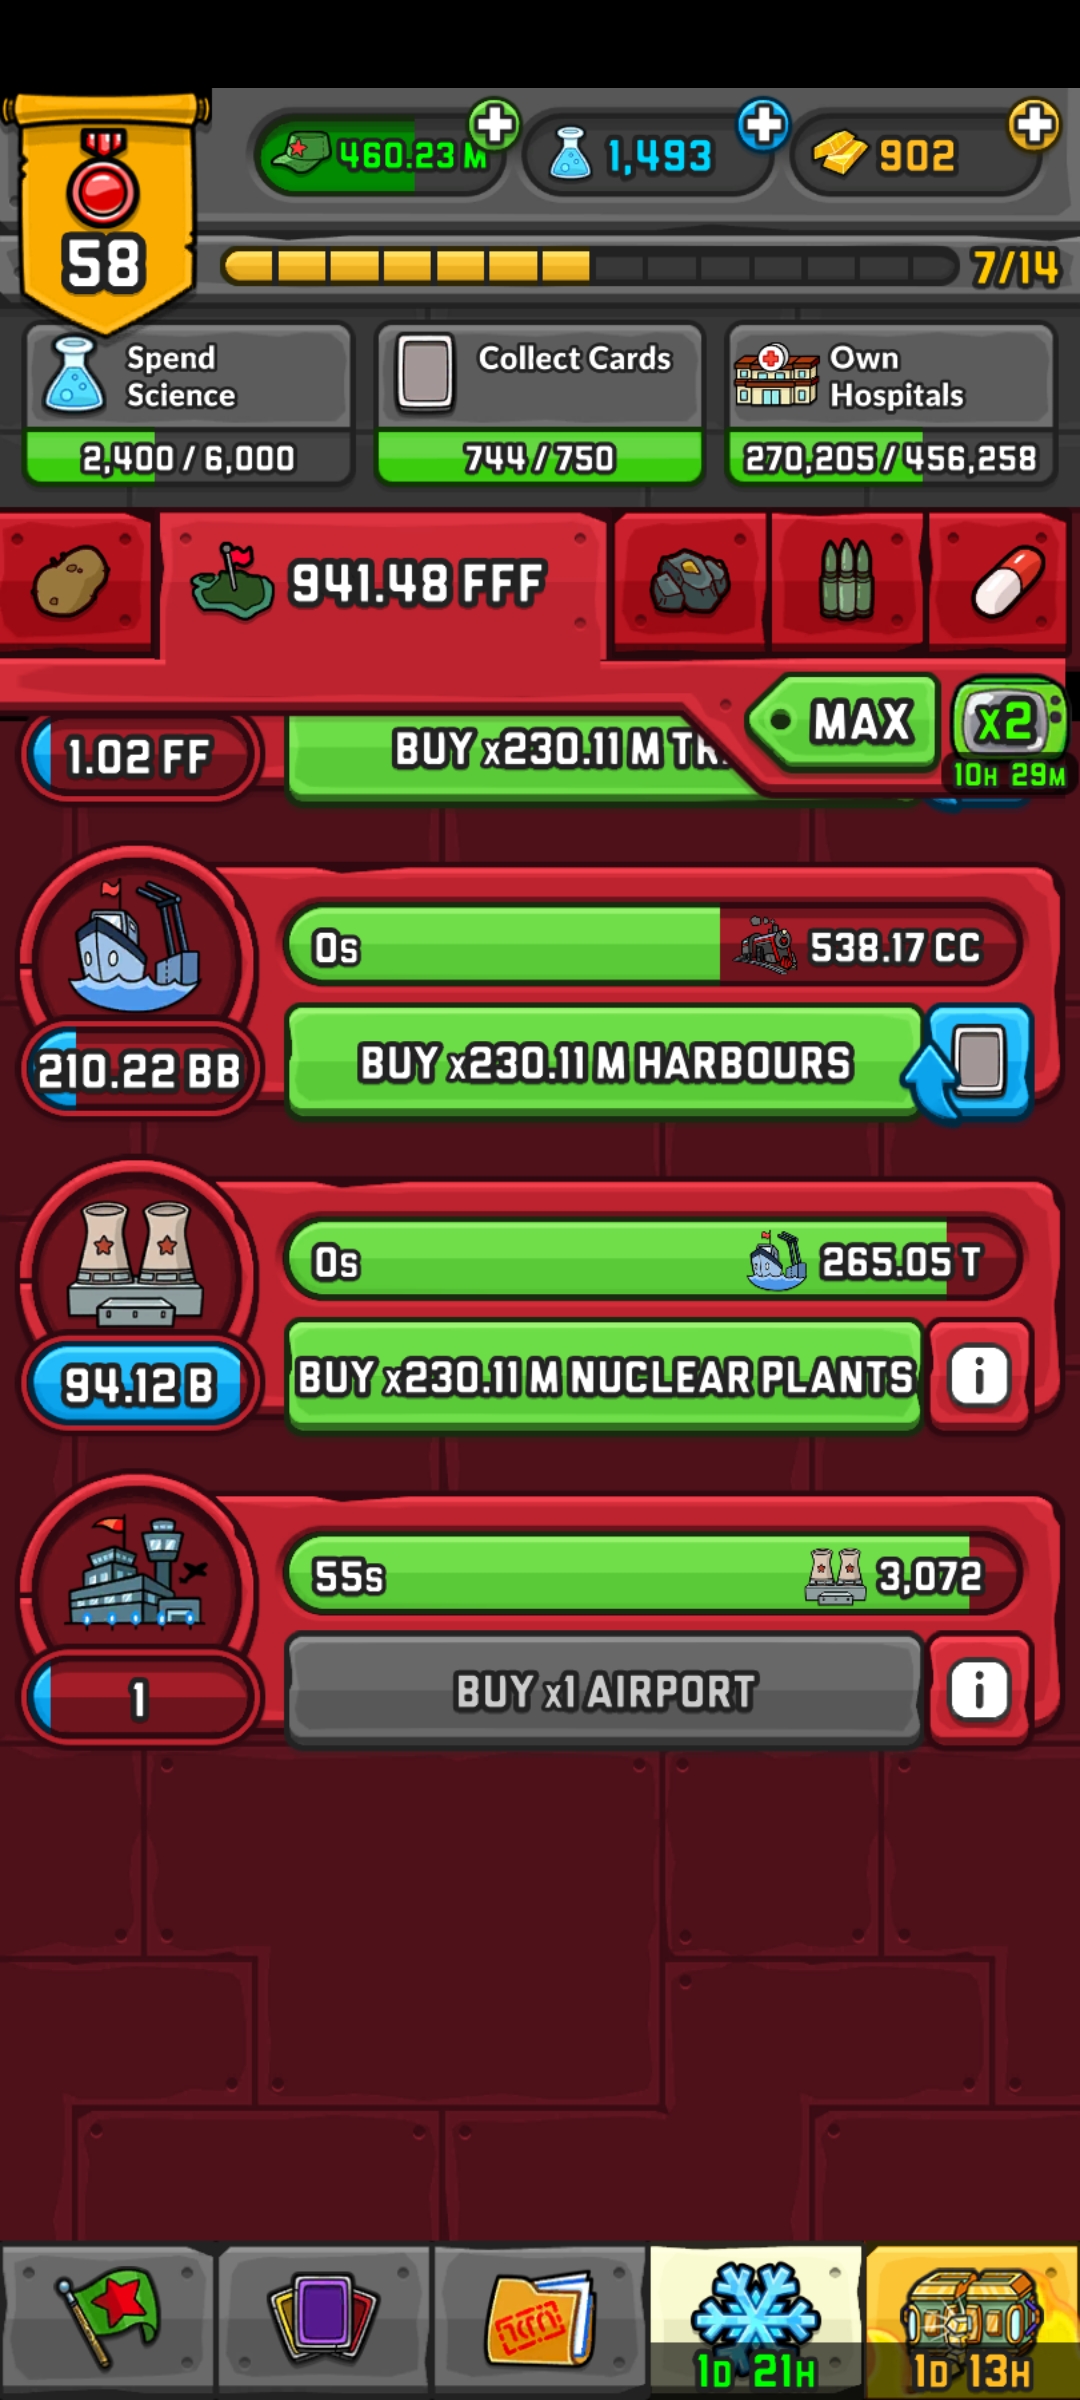 460.23 M
1,493
902
58
7/14
Spend
Science
2,400 / 6,000
Collect Cards
744 / 750
Own
Hospitals
270,205 / 456,258
941.48 FFF
MAX
x2
10H 29M
1.02 FF
BUY x230.11 M TR
0s
538.17 CC
210.22 BB
BUY x230.11 M HARBOURS
0s
265.05 T
94.12 B
BUY x230.11 M NUCLEAR PLANTS
i
55s
3,072
1
BUY x1 AIRPORT
i
1D 21H
1D 13H